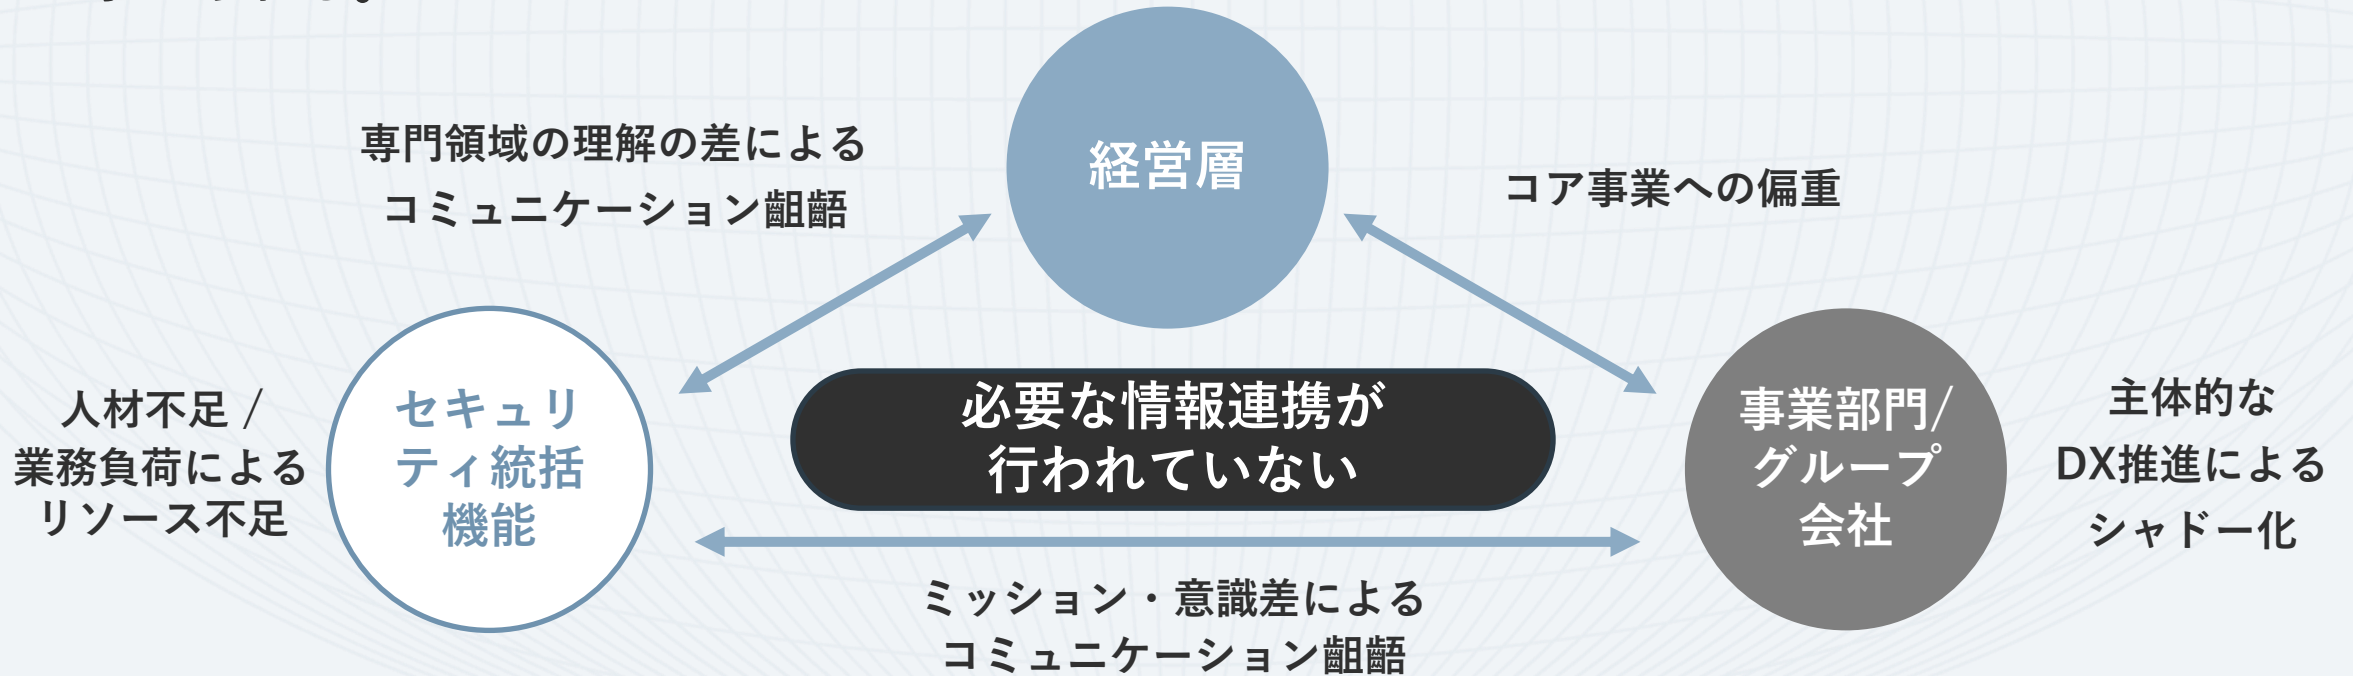 経営層
専門領域の理解の差による
コミュニケーション齟齬
コア事業への偏重
人材不足 /
業務負荷による
リソース不足
セキュリ
ティ統括
機能
必要な情報連携が
行われていない
事業部門/
グループ
会社
主体的な
DX推進による
シャドー化
ミッション・意識差による
コミュニケーション齟齬